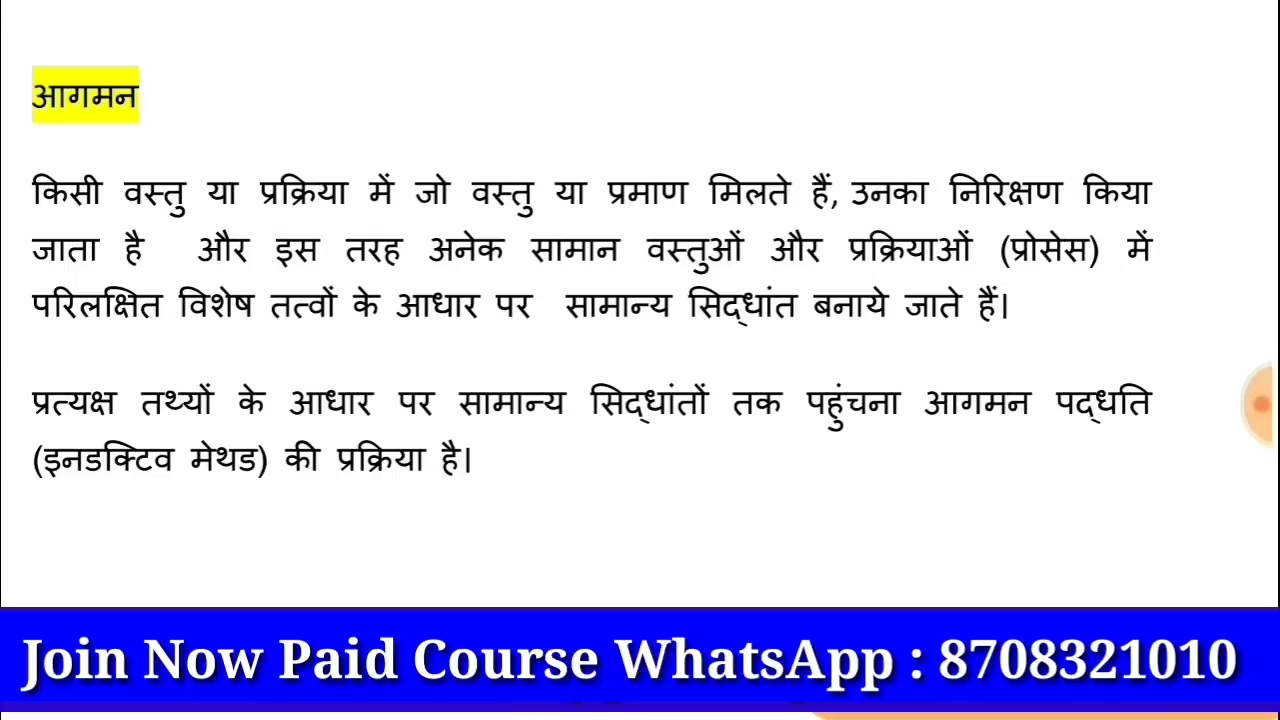 आगमन
किसी वस्तु या प्रक्रिया में जो वस्तु या प्रमाण मिलते हैं, उनका निरिक्षण किया
जाता है और इस तरह अनेक सामान वस्तुओं और प्रक्रियाओं (प्रोसेस) में
परिलक्षित विशेष तत्वों के आधार पर सामान्य सिद्धांत बनाये जाते हैं।
प्रत्यक्ष तथ्यों के आधार पर सामान्य सिद्धांतों तक पहुंचना आगमन पद्धति
(इनडक्टिव मेथड) की प्रक्रिया है।
Join Now Paid Course WhatsApp : 8708321010